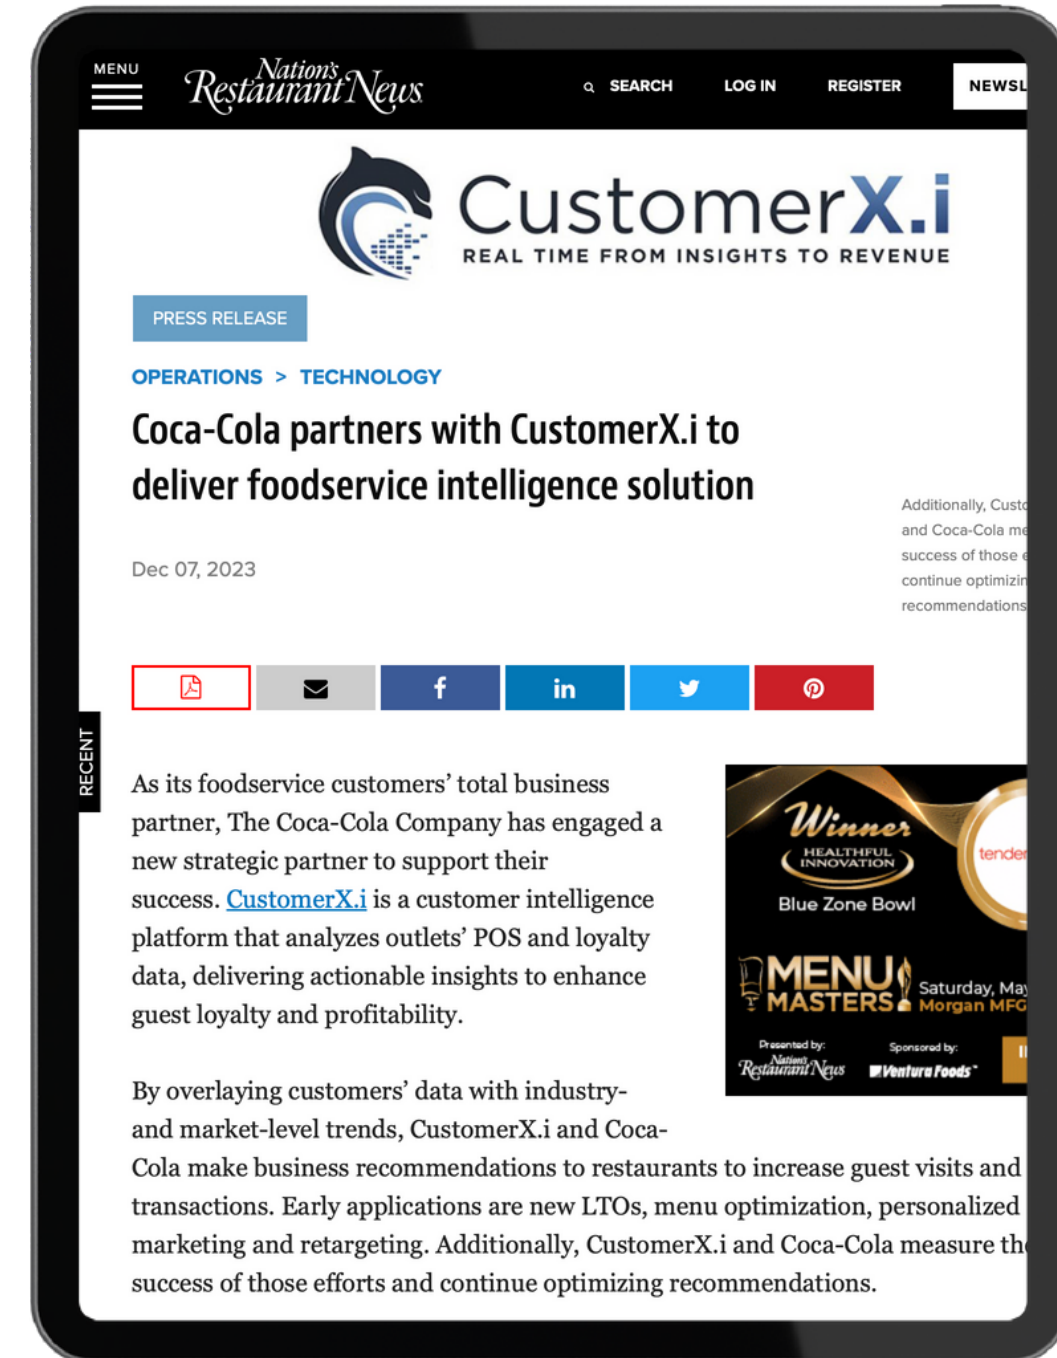 MENU
Nation's
Restaurant News
SEARCH
LOG IN
REGISTER
NEWSL
CustomerX.i
REAL TIME FROM INSIGHTS TO REVENUE
PRESS RELEASE
OPERATIONS > TECHNOLOGY
Coca-Cola partners with CustomerX.i to
deliver foodservice intelligence solution
Dec 07, 2023
Additionally, Custo
and Coca-Cola me
success of those e
continue optimizin
recommendations
f
in
RECENT
As its foodservice customers’ total business
partner, The Coca-Cola Company has engaged a
new strategic partner to support their
success. CustomerX.i is a customer intelligence
platform that analyzes outlets’ POS and loyalty
data, delivering actionable insights to enhance
guest loyalty and profitability.
Winner
HEALTHFUL
INNOVATION
Blue Zone Bowl
tender
MENU
MASTERS
Saturday, May
Morgan MFG
Presented by:
Nation's
Restaurant News
Sponsored by:
Ventura Foods
By overlaying customers’ data with industry-
and market-level trends, CustomerX.i and Coca-
Cola make business recommendations to restaurants to increase guest visits and
transactions. Early applications are new LTOs, menu optimization, personalized
marketing and retargeting. Additionally, CustomerX.i and Coca-Cola measure the
success of those efforts and continue optimizing recommendations.